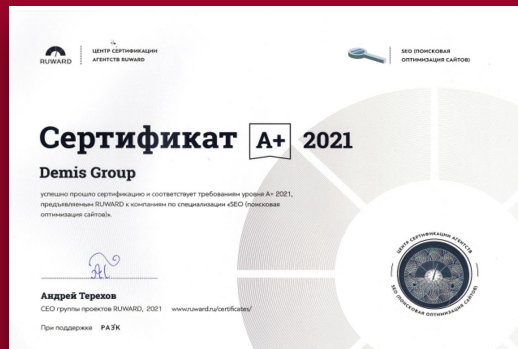 RUWARD
ЦЕНТР СЕРТИФИКАЦИИ
АГЕНТСТВ RUWARD
SEO (ПОИСКОВАЯ
ОПТИМИЗАЦИЯ САЙТОВ)
Сертификат A+ 2021
Demis Group
успешно прошло сертификацию и соответствует требованиям уровня А+ 2021,
предъявляемым RUWARD к компаниям по специализации «SEO (поисковая
оптимизация сайтов)».
Андрей Терехов
CEO группы проектов RUWARD, 2021 www.ruward.ru/certificates/
При поддержке РАЭК
ЦЕНТР СЕРТИФИКАЦИИ АГЕНТСТВ
SEO (ПОИСКОВАЯ ОПТИМИЗАЦИЯ САЙТОВ)